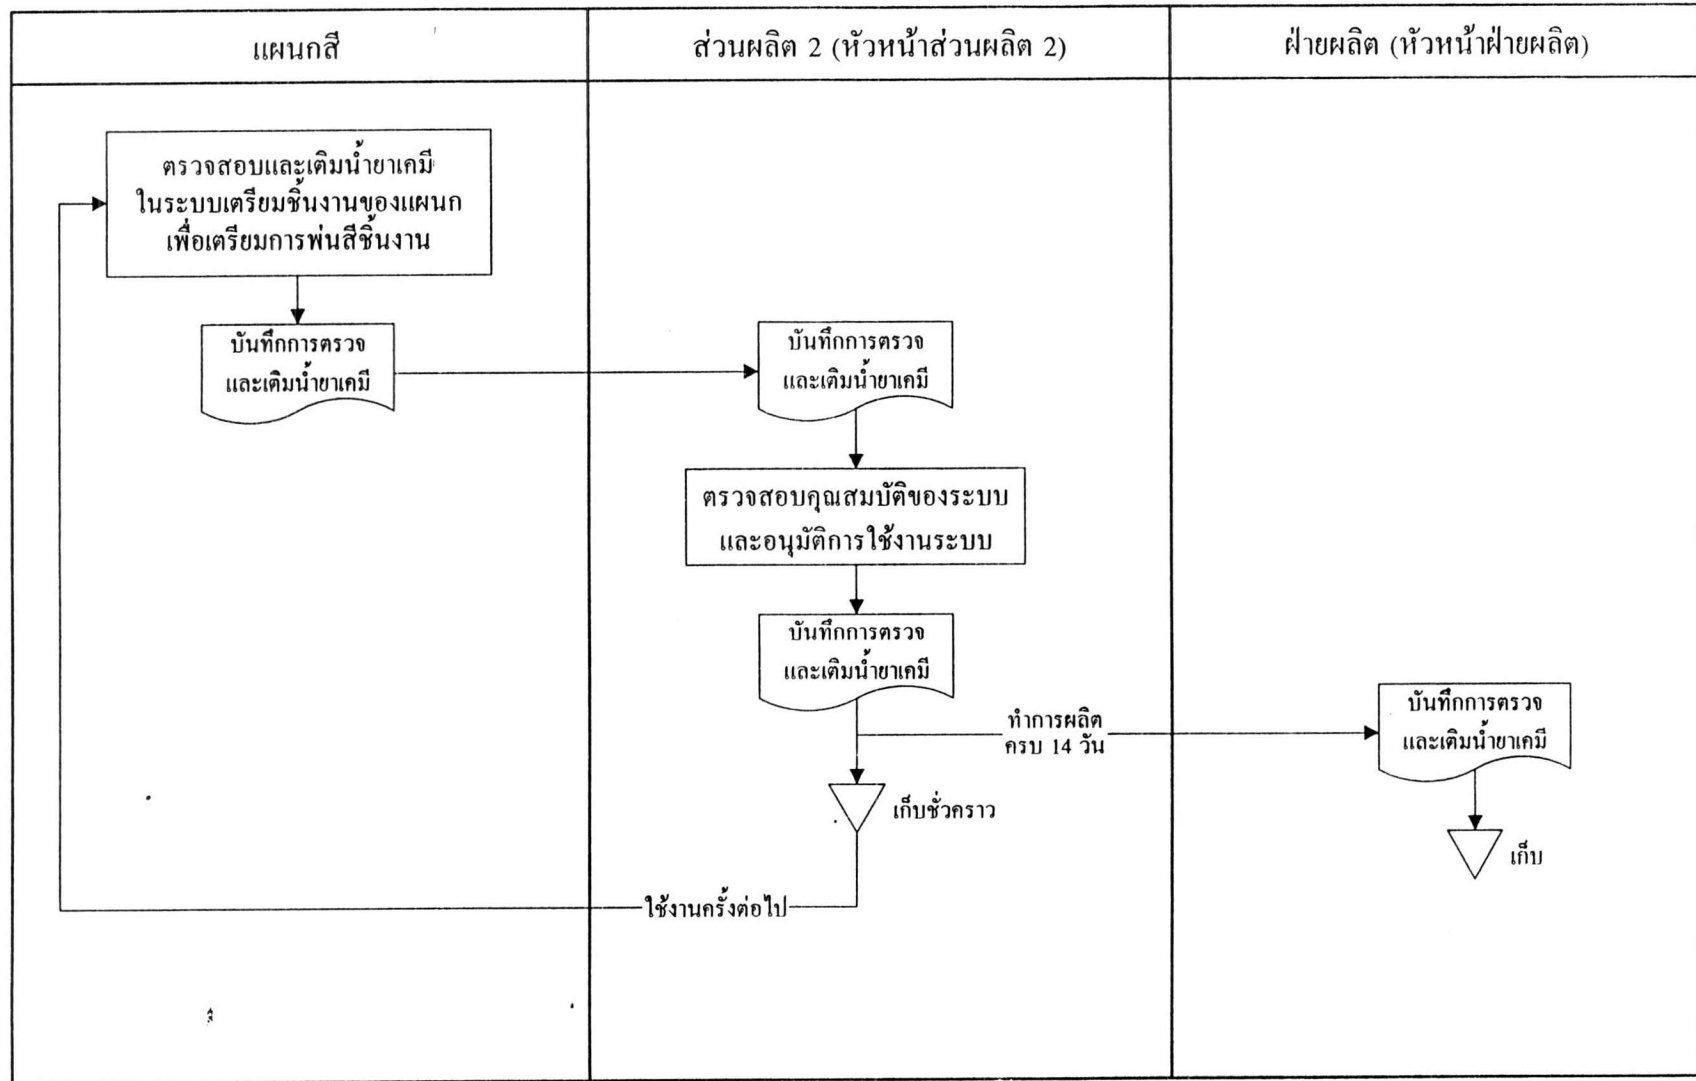 แผนกสี
ส่วนผลิต 2 (หัวหน้าส่วนผลิต 2)
ฝ่ายผลิต (หัวหน้าฝ่ายผลิต)
ตรวจสอบและเติมน้ำยาเคมี
ในระบบเตรียมชิ้นงานของแผนก
เพื่อเตรียมการพ่นสีชิ้นงาน
บันทึกการตรวจ
และเติมน้ำยาเคมี
บันทึกการตรวจ
และเติมน้ำยาเคมี
ตรวจสอบคุณสมบัติของระบบ
และอนุมัติการใช้งานระบบ
บันทึกการตรวจ
และเติมน้ำยาเคมี
ทำการผลิต
ครบ 14 วัน
บันทึกการตรวจ
และเติมน้ำยาเคมี
เก็บชั่วคราว
เก็บ
ใช้งานครั้งต่อไป